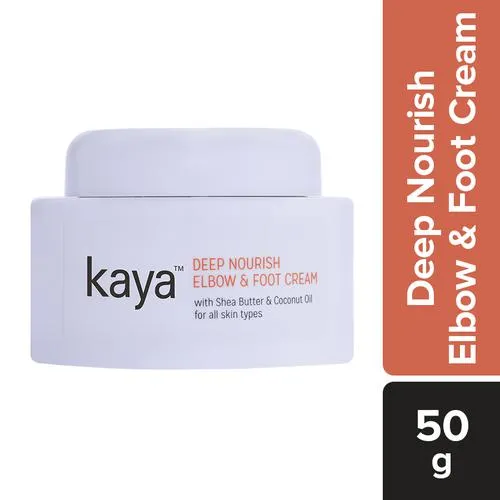 kaya™
DEEP NOURISH
ELBOW & FOOT CREAM
with Shea Butter & Coconut Oil
for all skin types
Deep Nourish
Elbow & Foot Cream
50
g